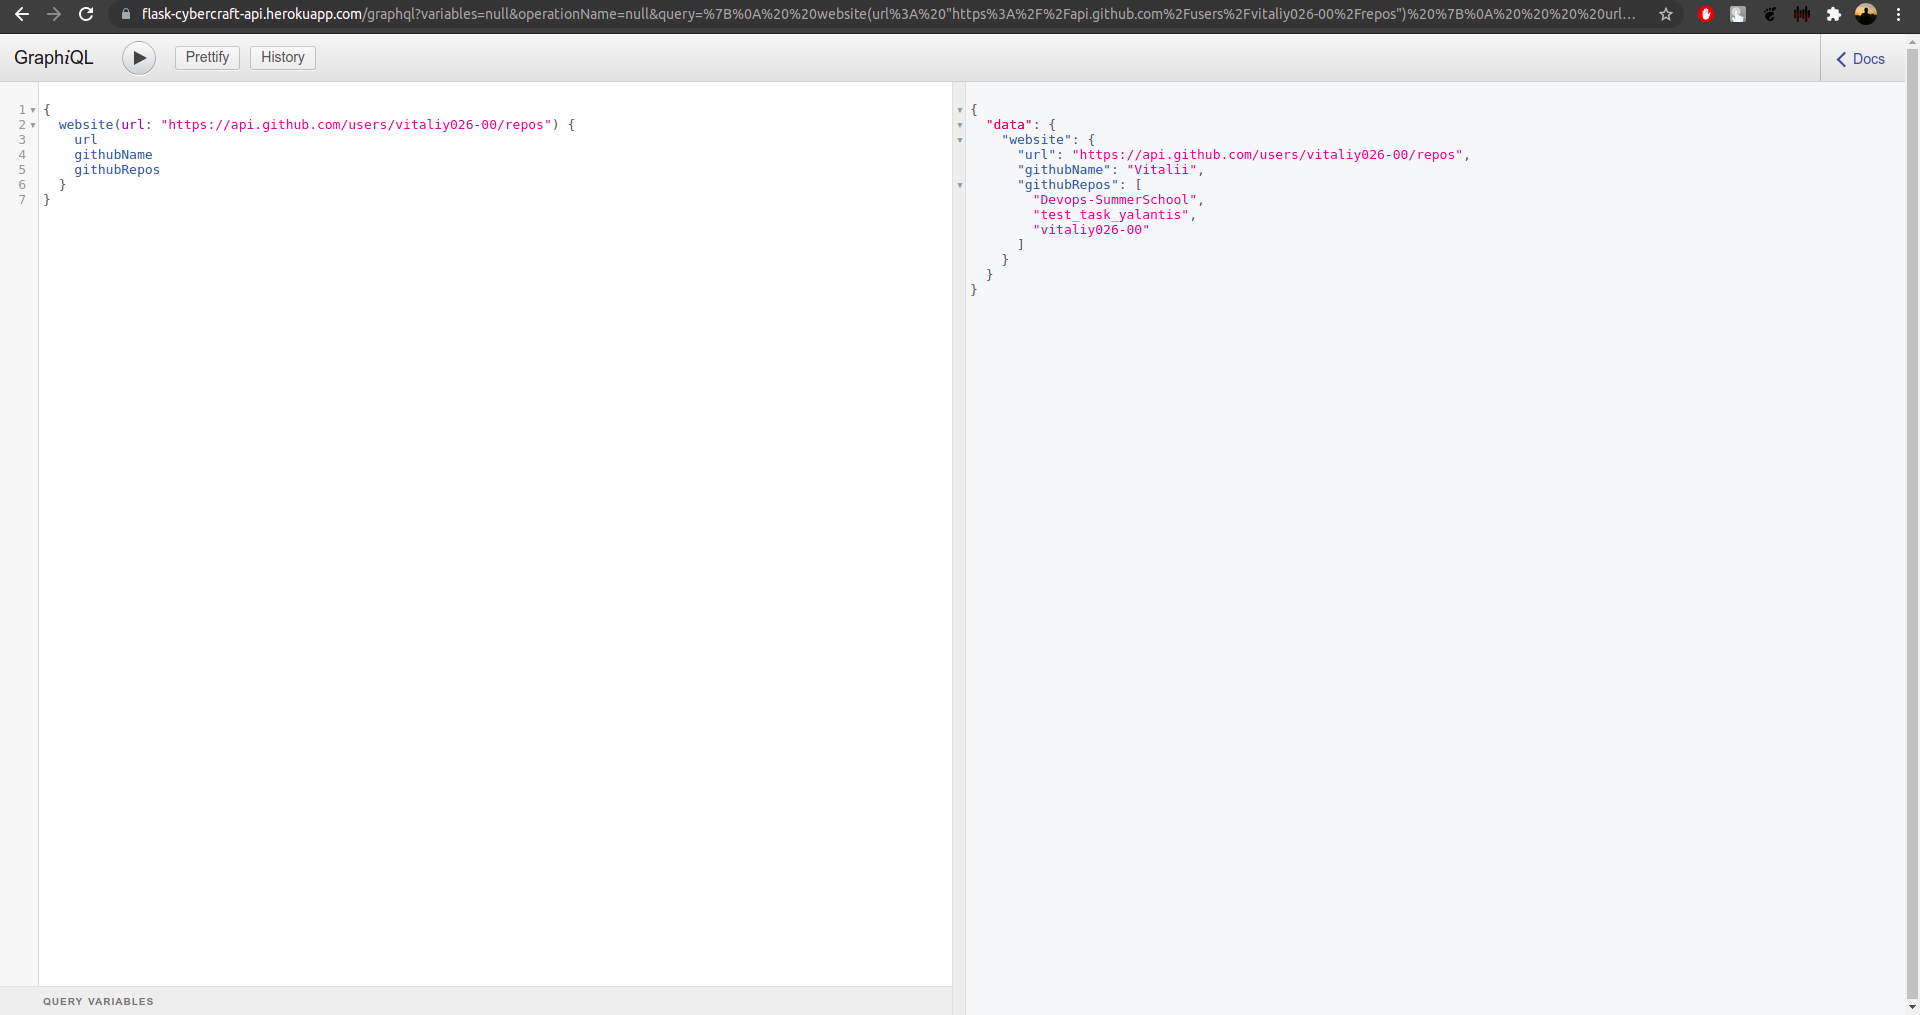 flask-cybercraft-api.herokuapp.com/graphql?variables=null&operationName=null&query=%7B%0A%20%20website(url%3A%20"https%3A%2F%2Fapi.github.com%2Fusers%2Fvitaliy026-00%2Frepos")%20%7B%0A%20%20%20%20url...
GraphiQL
Prettify
History
Docs
1 {
2 website(url: "https://api.github.com/users/vitaliy026-00/repos") {
3 url
4 githubName
5 githubRepos
6 }
7 }
QUERY VARIABLES
{
"data": {
"website": {
"url": "https://api.github.com/users/vitaliy026-00/repos",
"githubName": "Vitalii",
"githubRepos": [
"Devops-SummerSchool",
"test_task_yalantis",
"vitaliy026-00"
]
}
}
}